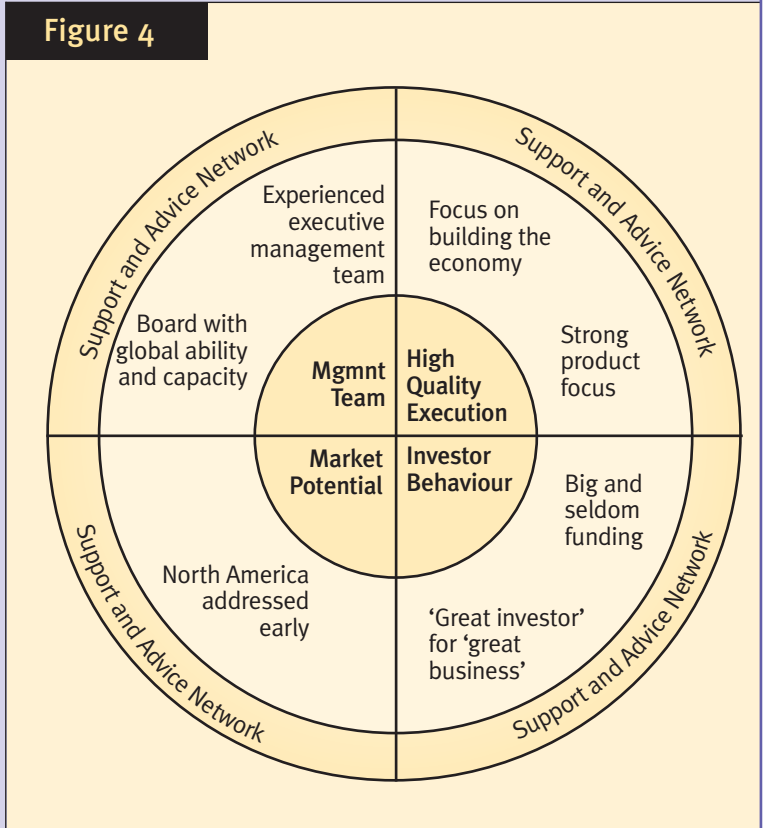 Figure 4
Support and Advice Network
Support and Advice Network
Experienced
executive
management
team
Focus on
building the
economy
Board with
global ability
and capacity
Strong
product
focus
Mgmnt
Team
High
Quality
Execution
Market
Potential
Investor
Behaviour
Big and
seldom
funding
North America
addressed
early
‘Great investor’
for ‘great
business’
Support and Advice Network
Support and Advice Network